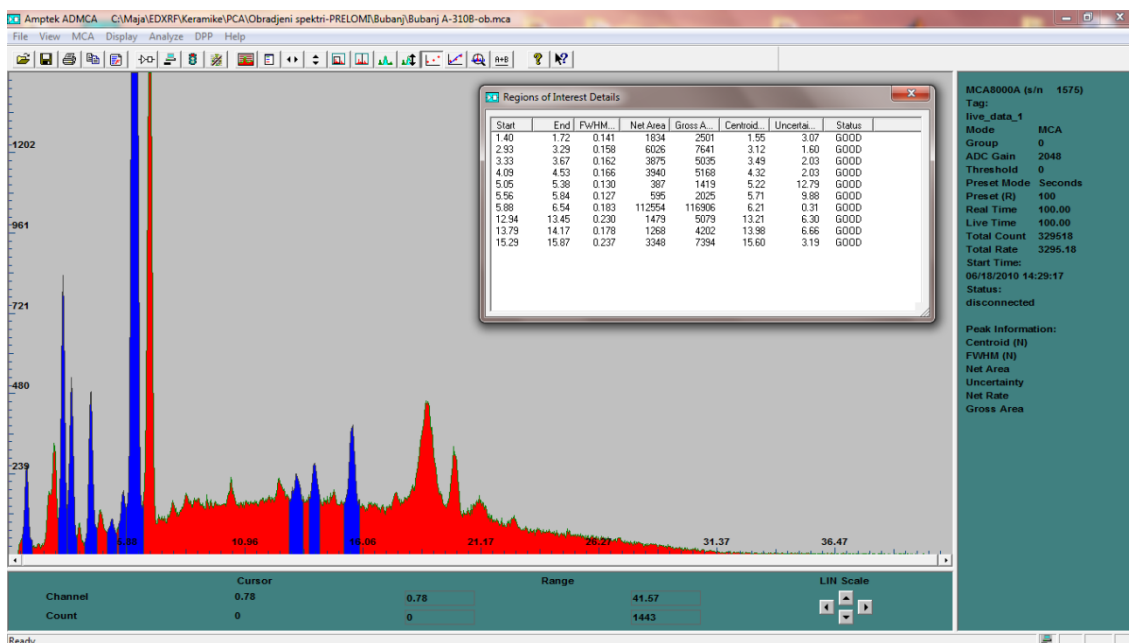 Amptek ADMCA C:\Maja\EDXRF\Keramike\PCA\Obradjeni spektri-PRELOMI\Bubanj\Bubanj A-310B-ob.mca
File View MCA Display Analyze DPP Help
A+B
Regions of Interest Details
Start End FWHM... Net Area Gross A... Centroid... Uncertai... Status
1.40 1.72 0.141 1834 2501 1.55 3.07 GOOD
2.93 3.29 0.158 6026 7641 3.12 1.60 GOOD
3.33 3.67 0.162 3875 5035 3.49 2.03 GOOD
4.09 4.53 0.166 3940 5168 4.32 2.03 GOOD
5.05 5.38 0.130 387 1419 5.22 12.79 GOOD
5.56 5.84 0.127 595 2025 5.71 9.88 GOOD
5.88 6.54 0.183 112554 116906 6.21 0.31 GOOD
12.94 13.45 0.230 1479 5079 13.21 6.30 GOOD
13.79 14.17 0.178 1268 4202 13.98 6.66 GOOD
15.29 15.87 0.237 3348 7394 15.60 3.19 GOOD
1202
961
721
480
239
10.96 16.06 21.17 26.27 31.37 36.47
MCA8000A (s/n 1575)
Tag:
live_data_1
Mode MCA
Group 0
ADC Gain 2048
Threshold 0
Preset Mode Seconds
Preset (R) 100
Real Time 100.00
Live Time 100.00
Total Count 329518
Total Rate 3295.18
Start Time:
06/18/2010 14:29:17
Status:
disconnected
Peak Information:
Centroid (N)
FWHM (N)
Net Area
Uncertainty
Net Rate
Gross Area
Cursor Range LIN Scale
Channel 0.78 0.78 41.57
Count 0 0 1443
Ready